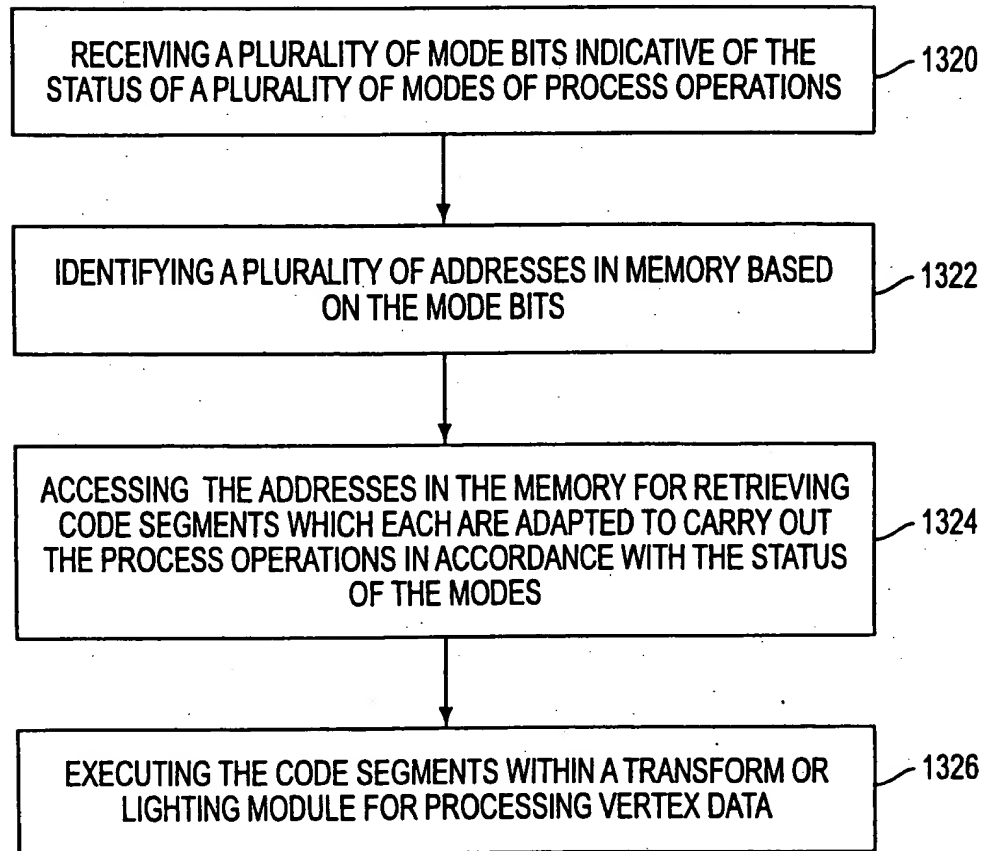 RECEIVING A PLURALITY OF MODE BITS INDICATIVE OF THE
STATUS OF A PLURALITY OF MODES OF PROCESS OPERATIONS
1320
IDENTIFYING A PLURALITY OF ADDRESSES IN MEMORY BASED
ON THE MODE BITS
1322
ACCESSING THE ADDRESSES IN THE MEMORY FOR RETRIEVING
CODE SEGMENTS WHICH EACH ARE ADAPTED TO CARRY OUT
THE PROCESS OPERATIONS IN ACCORDANCE WITH THE STATUS
OF THE MODES
1324
EXECUTING THE CODE SEGMENTS WITHIN A TRANSFORM OR
LIGHTING MODULE FOR PROCESSING VERTEX DATA
1326